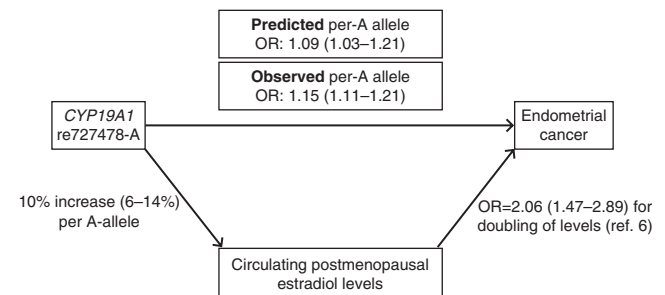 Predicted per-A allele
OR: 1.09 (1.03–1.21)
Observed per-A allele
OR: 1.15 (1.11–1.21)
CYP19A1
re727478-A
Endometrial
cancer
10% increase (6–14%)
per A-allele
OR=2.06 (1.47–2.89) for
doubling of levels (ref. 6)
Circulating postmenopausal
estradiol levels